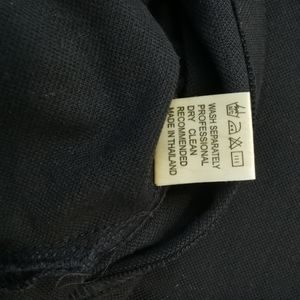 WASH SEPARATELY
PROFESSIONAL
DRY CLEAN
RECOMMENDED
MADE IN THAILAND